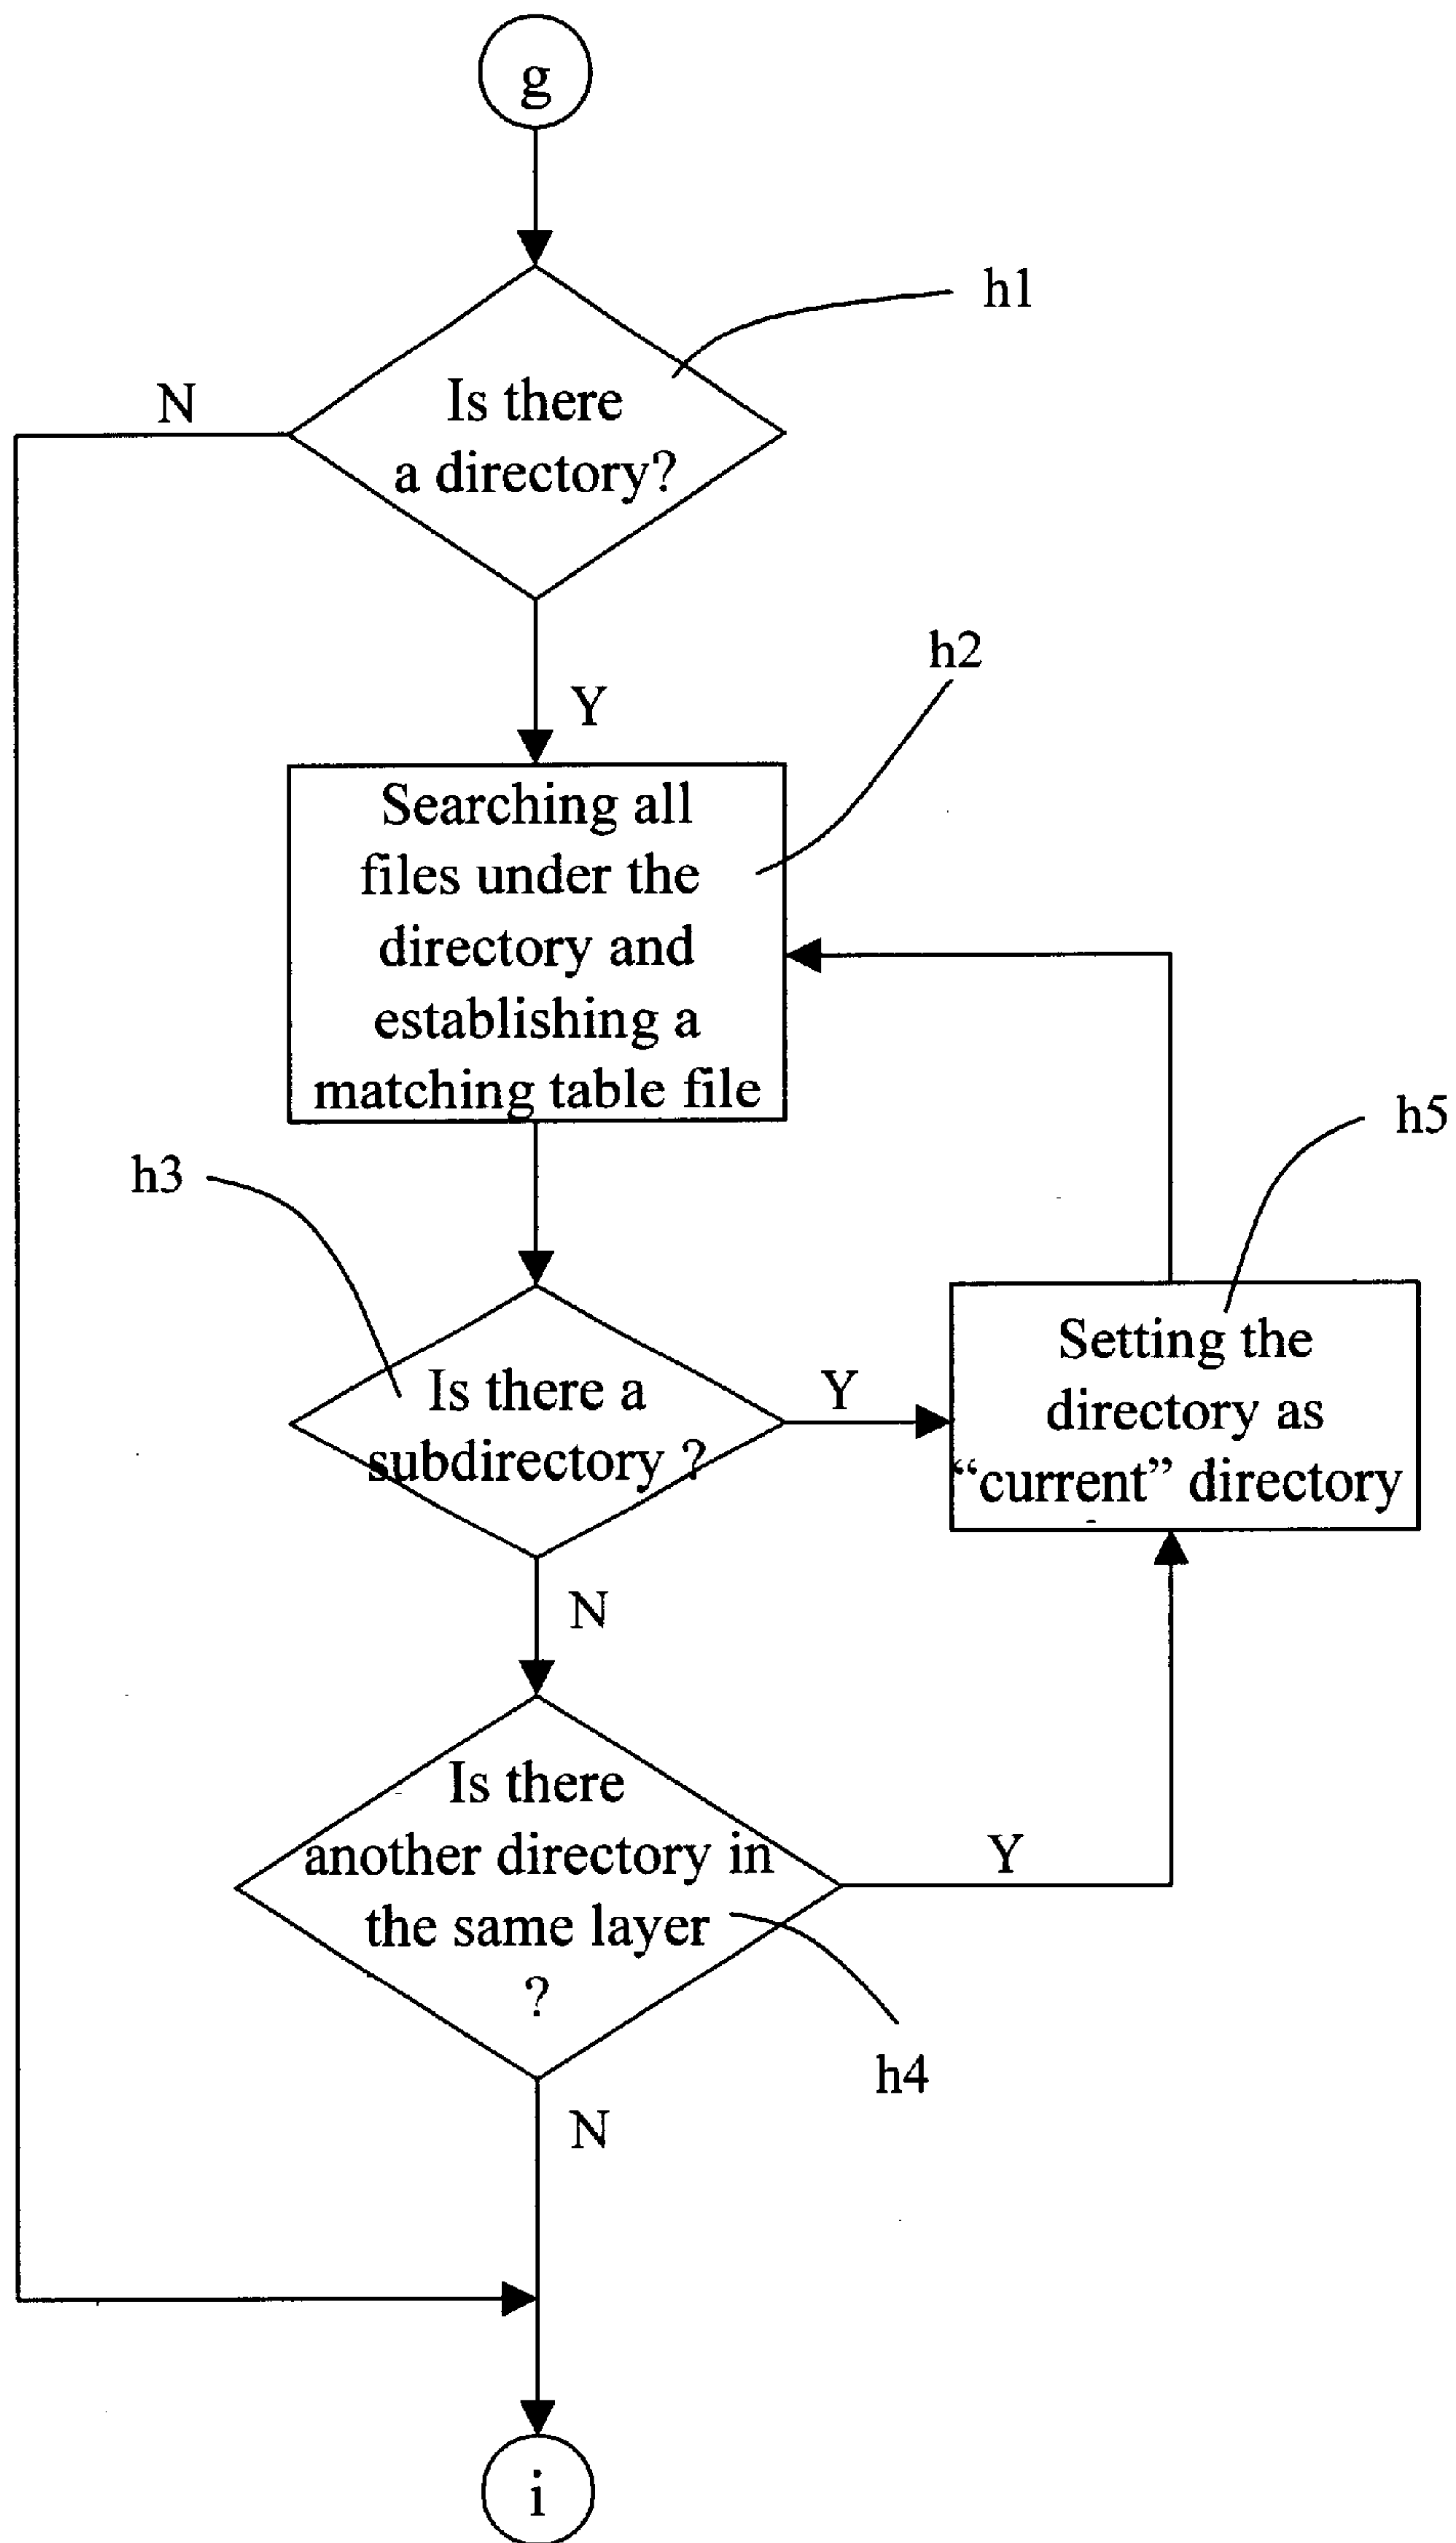 g
h1
Is there
a directory?
N
Y
h2
Searching all
files under the
directory and
establishing a
matching table file
h3
Is there a
subdirectory ?
Y
h5
Setting the
directory as
“current” directory
N
Is there
another directory in
the same layer
?
Y
h4
N
i